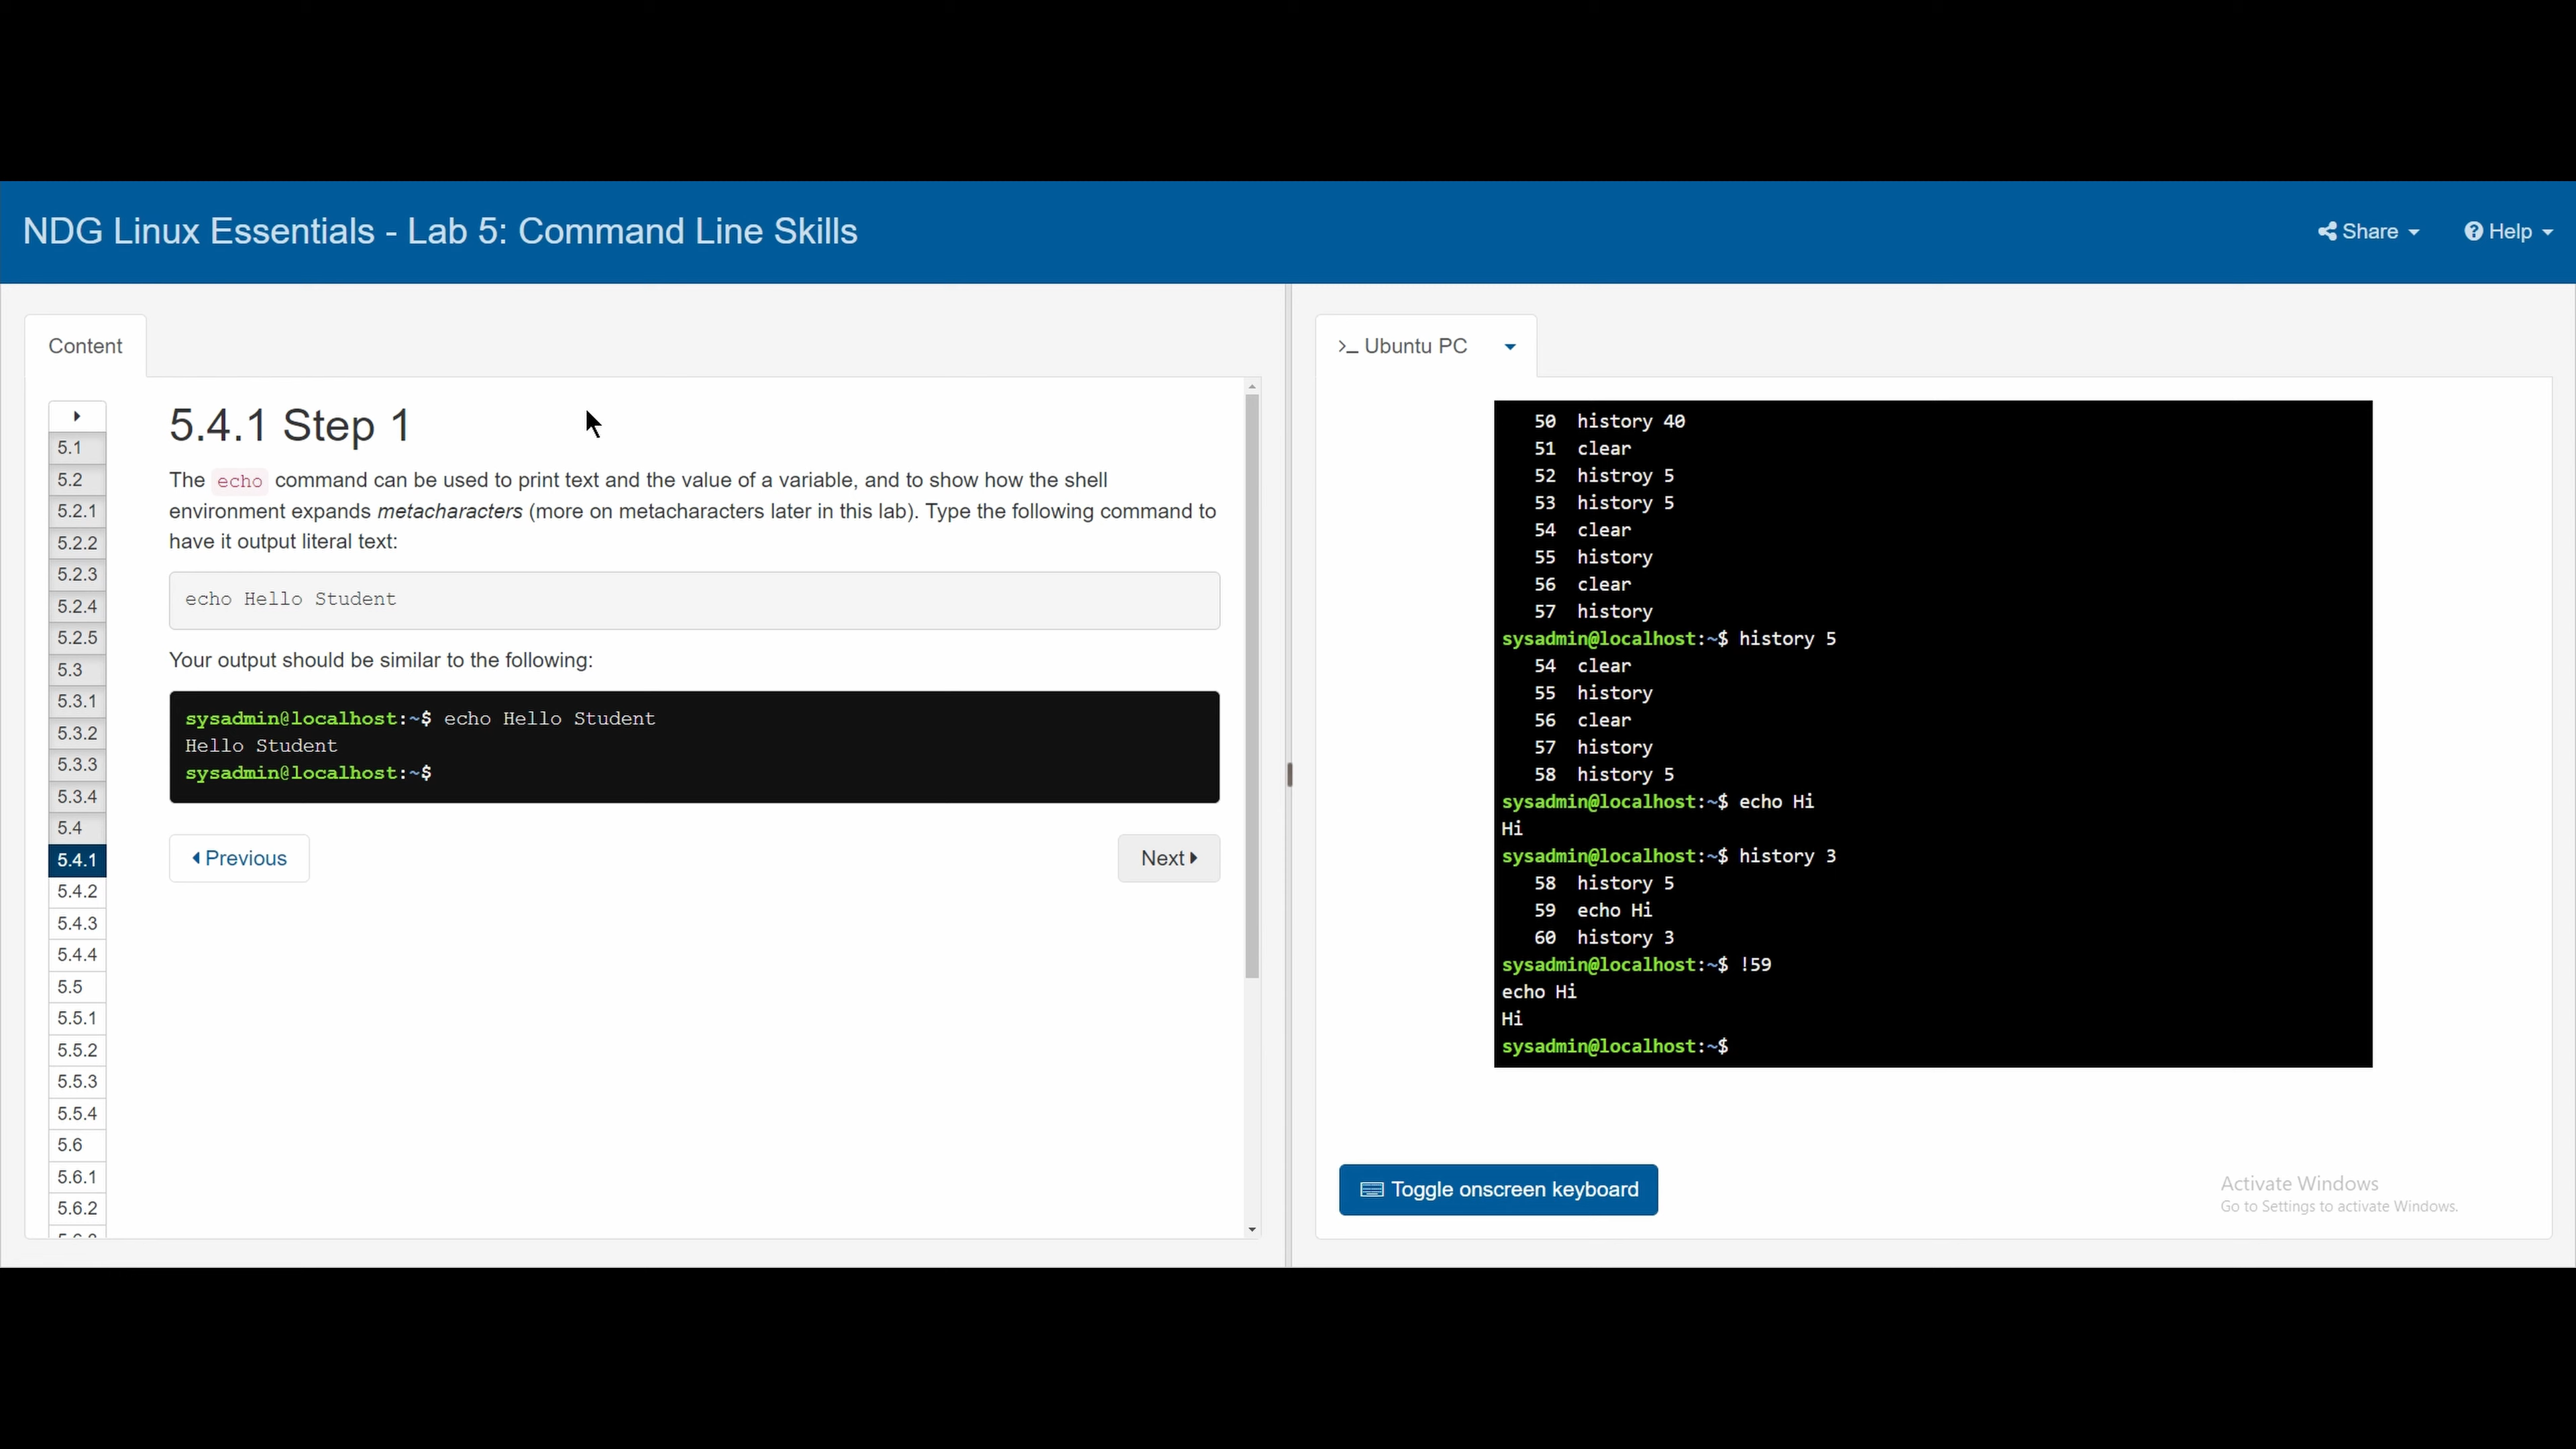 NDG Linux Essentials - Lab 5: Command Line Skills
Share
Help
Content
5.1
5.2
5.2.1
5.2.2
5.2.3
5.2.4
5.2.5
5.3
5.3.1
5.3.2
5.3.3
5.3.4
5.4
5.4.1
5.4.2
5.4.3
5.4.4
5.5
5.5.1
5.5.2
5.5.3
5.5.4
5.6
5.6.1
5.6.2
5.4.1 Step 1
The echo command can be used to print text and the value of a variable, and to show how the shell
environment expands metacharacters (more on metacharacters later in this lab). Type the following command to
have it output literal text:
echo Hello Student
Your output should be similar to the following:
sysadmin@localhost:~$ echo Hello Student
Hello Student
sysadmin@localhost:~$
Previous
Next
>_ Ubuntu PC
50 history 40
51 clear
52 histroy 5
53 history 5
54 clear
55 history
56 clear
57 history
sysadmin@localhost:~$ history 5
54 clear
55 history
56 clear
57 history
58 history 5
sysadmin@localhost:~$ echo Hi
Hi
sysadmin@localhost:~$ history 3
58 history 5
59 echo Hi
60 history 3
sysadmin@localhost:~$ !59
echo Hi
Hi
sysadmin@localhost:~$
Toggle onscreen keyboard
Activate Windows
Go to Settings to activate Windows.